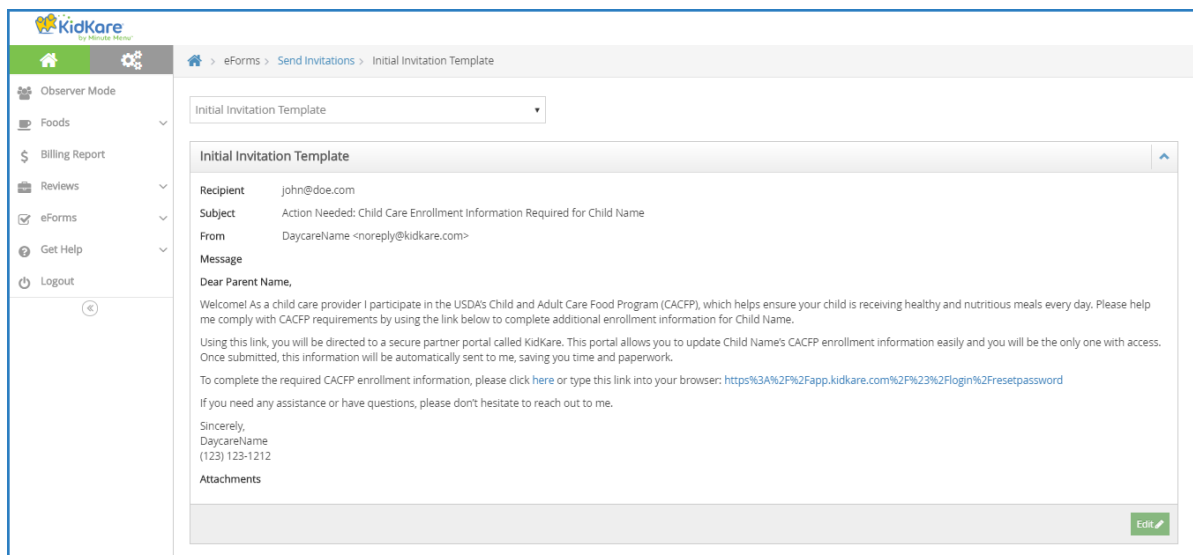 KidKare
by Minute Menu
> eForms > Send Invitations > Initial Invitation Template
Observer Mode
Foods
$ Billing Report
Reviews
eForms
Get Help
Logout
Initial Invitation Template
Initial Invitation Template
Recipient john@doe.com
Subject Action Needed: Child Care Enrollment Information Required for Child Name
From DaycareName <noreply@kidkare.com>
Message
Dear Parent Name,
Welcome! As a child care provider I participate in the USDA's Child and Adult Care Food Program (CACFP), which helps ensure your child is receiving healthy and nutritious meals every day. Please help
me comply with CACFP requirements by using the link below to complete additional enrollment information for Child Name.
Using this link, you will be directed to a secure partner portal called KidKare. This portal allows you to update Child Name's CACFP enrollment information easily and you will be the only one with access.
Once submitted, this information will be automatically sent to me, saving you time and paperwork.
To complete the required CACFP enrollment information, please click here or type this link into your browser: https%3A%2F%2Fapp.kidkare.com%2F%23%2Flogin%2Fresetpassword
If you need any assistance or have questions, please don't hesitate to reach out to me.
Sincerely,
DaycareName
(123) 123-1212
Attachments
Edit